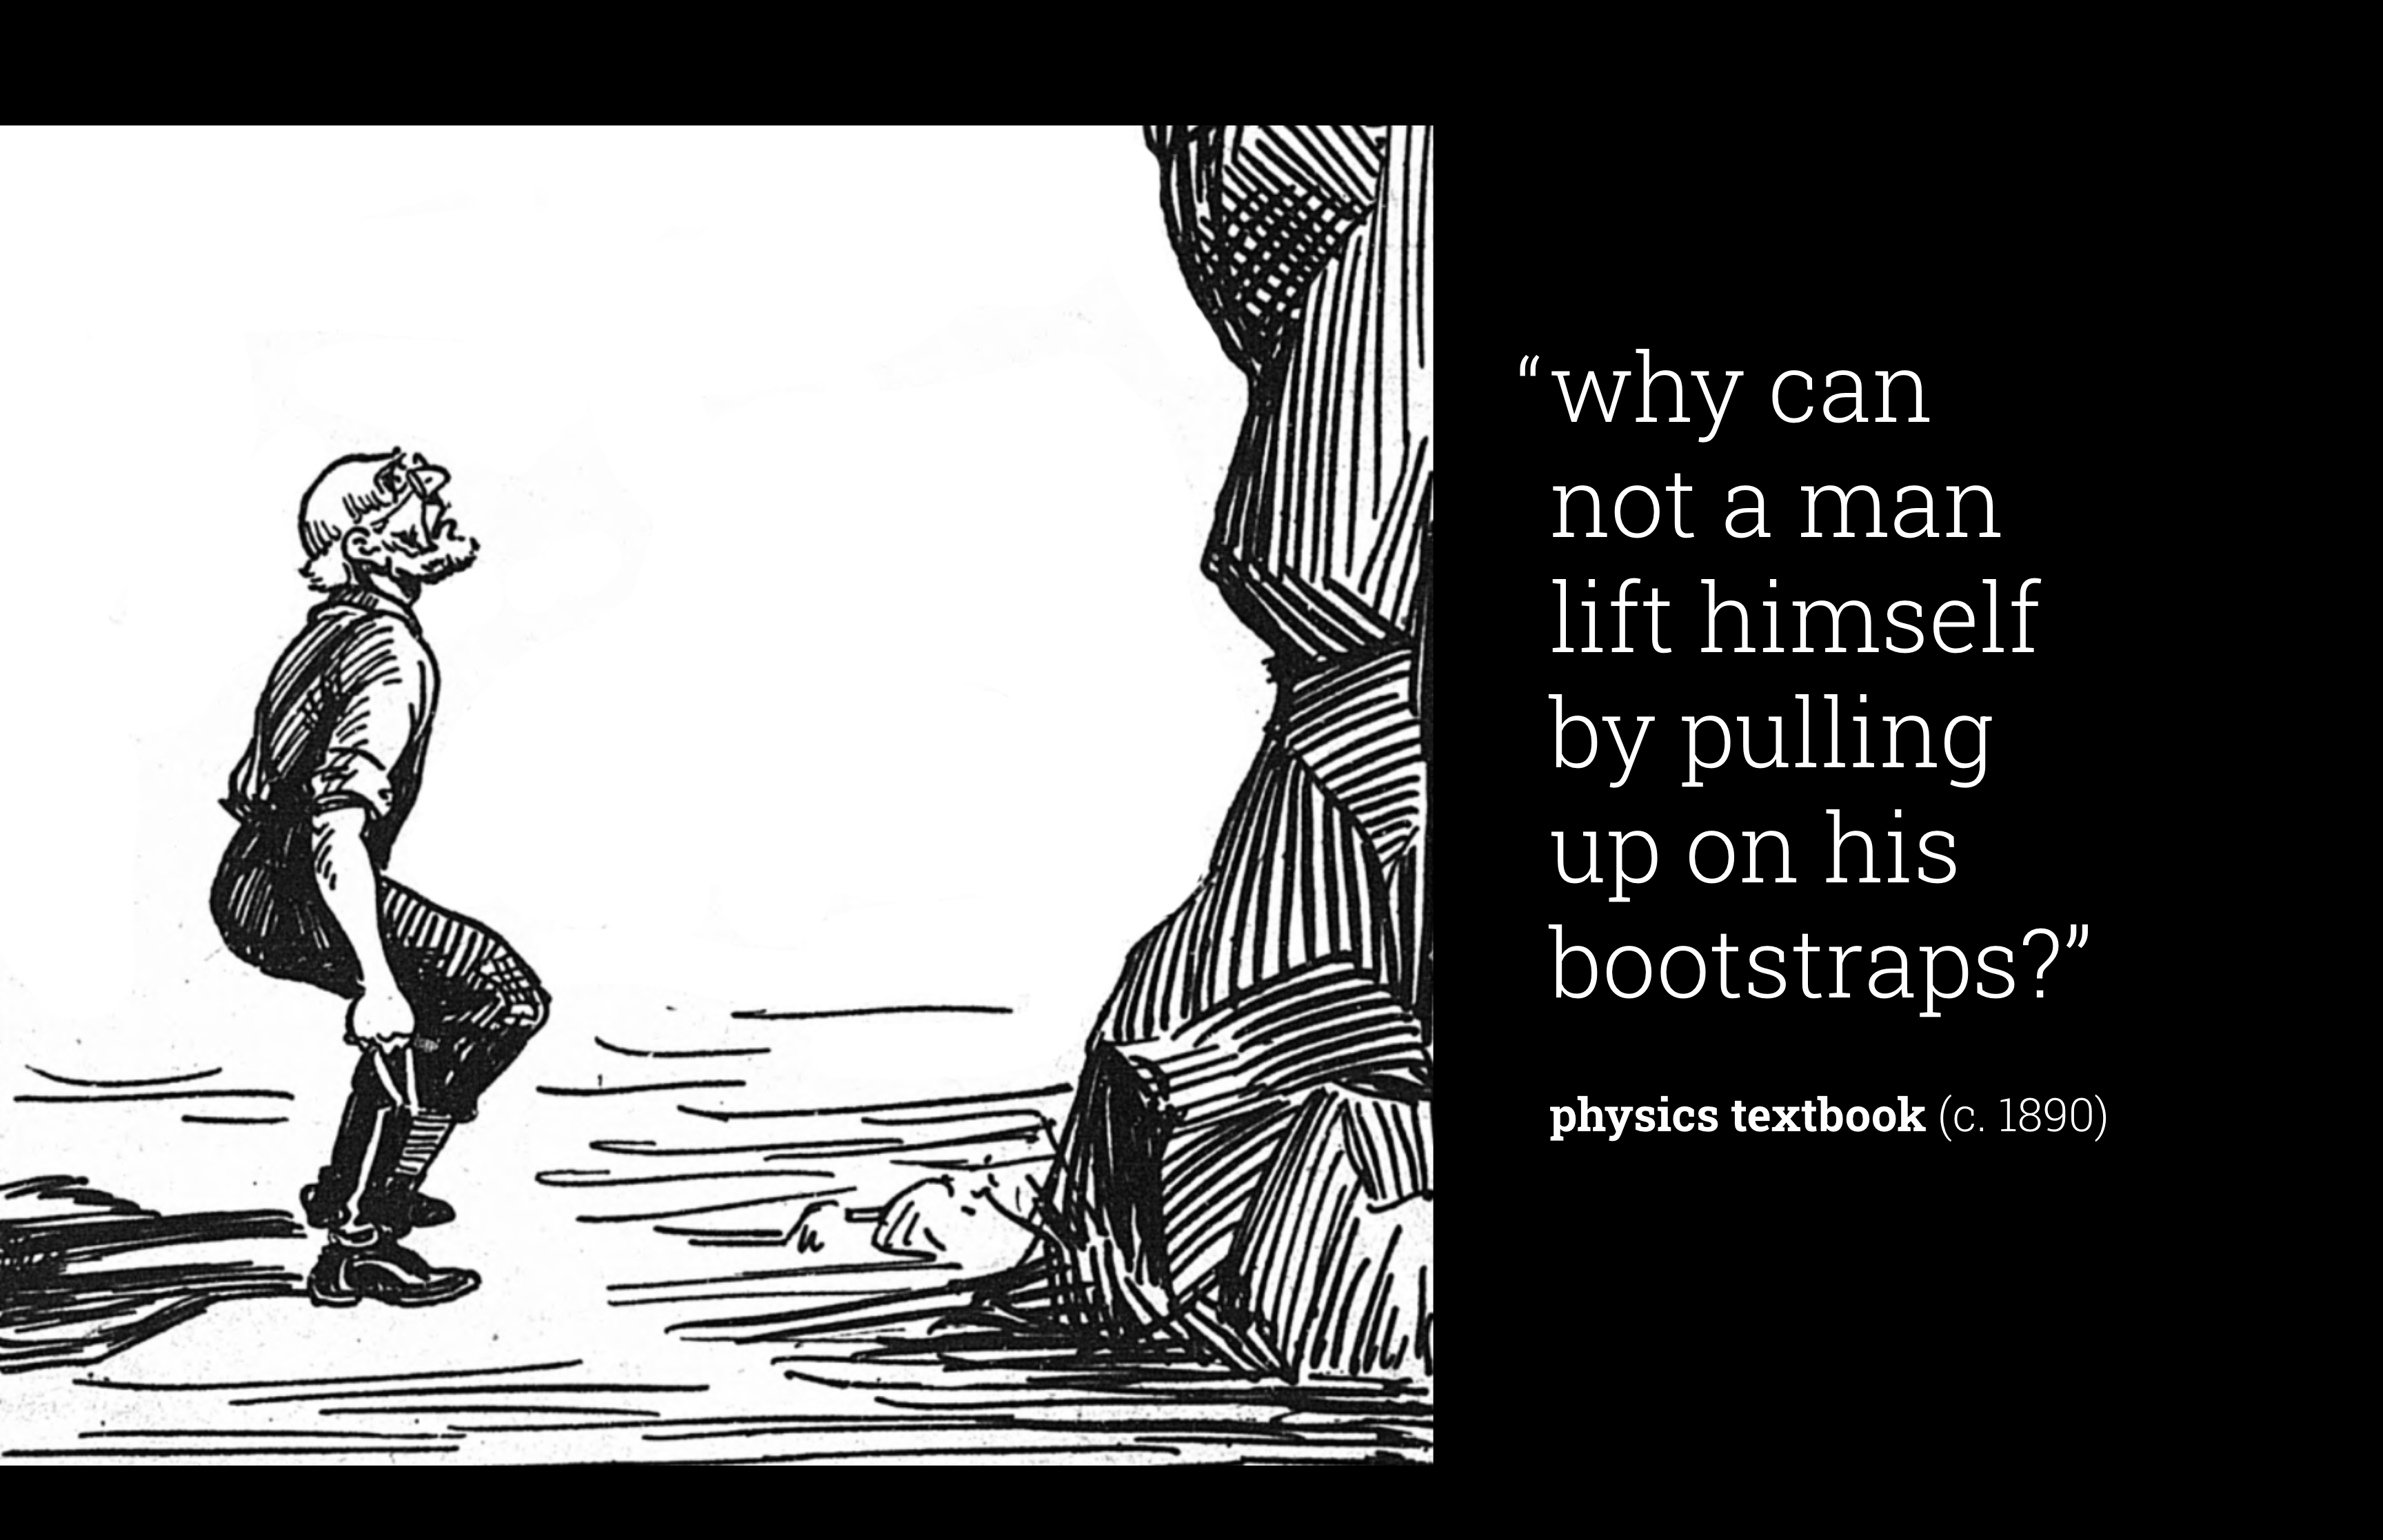 “why can
not a man
lift himself
by pulling
up on his
bootstraps?”
physics textbook (c. 1890)